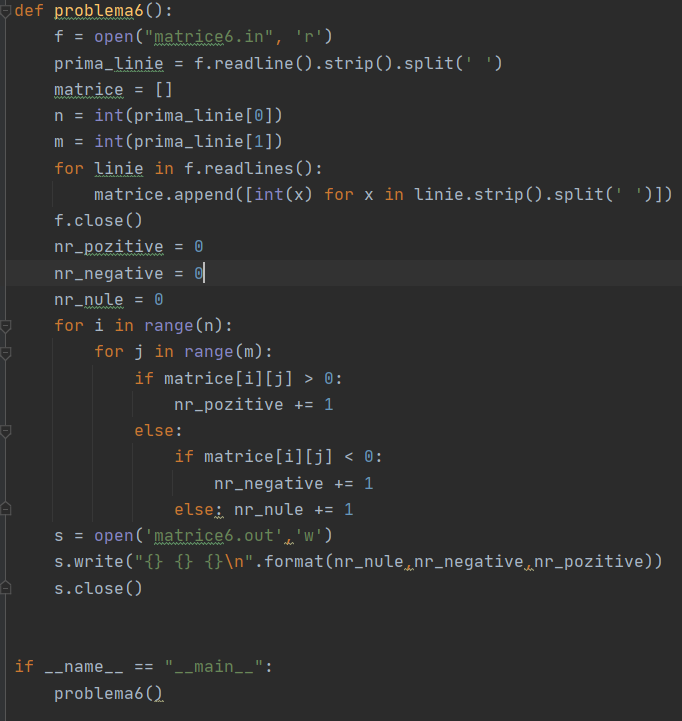 def problema6():
    f = open("matrice6.in", 'r')
    prima_linie = f.readline().strip().split(' ')
    matrice = []
    n = int(prima_linie[0])
    m = int(prima_linie[1])
    for linie in f.readlines():
        matrice.append([int(x) for x in linie.strip().split(' ')])
    f.close()
    nr_pozitive = 0
    nr_negative = 0
    nr_nule = 0
    for i in range(n):
        for j in range(m):
            if matrice[i][j] > 0:
                nr_pozitive += 1
            else:
                if matrice[i][j] < 0:
                    nr_negative += 1
                else: nr_nule += 1
    s = open('matrice6.out','w')
    s.write("{} {} {}\n".format(nr_nule,nr_negative,nr_pozitive))
    s.close()
if __name__ == "__main__":
    problema6()